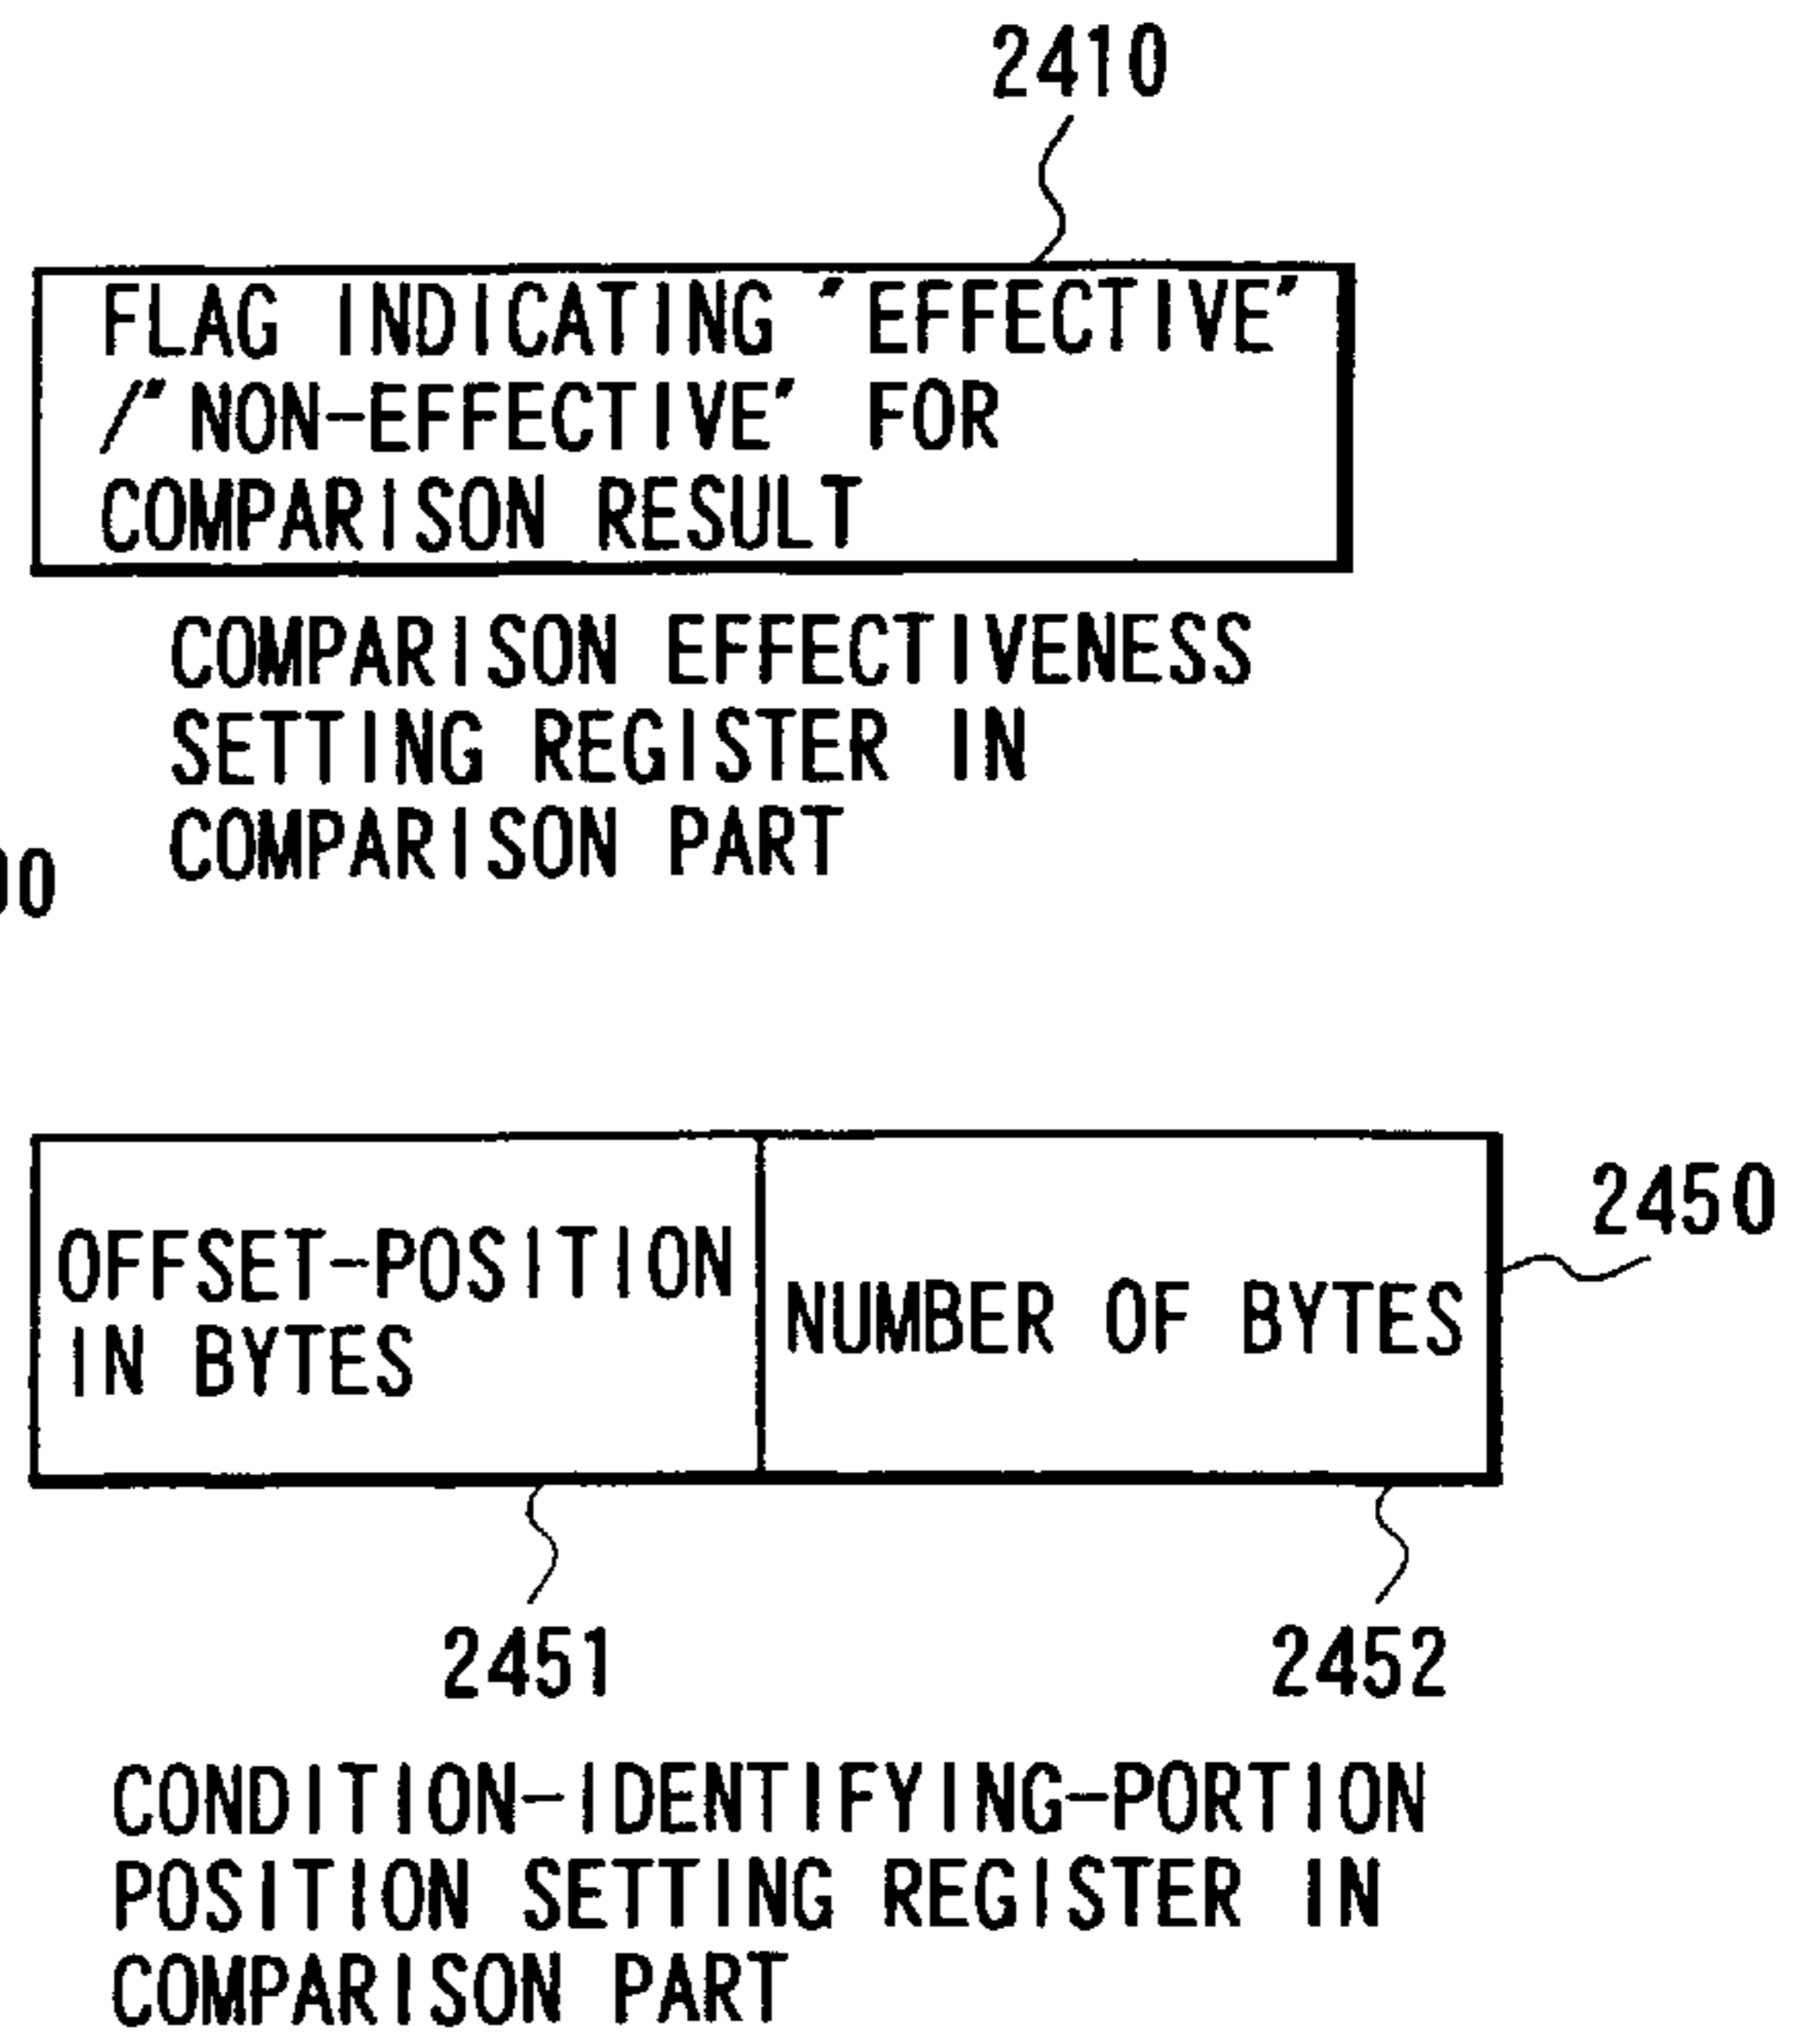 2410
FLAG INDICATING "EFFECTIVE"
/"NON-EFFECTIVE" FOR
COMPARISON RESULT
COMPARISON EFFECTIVENESS
SETTING REGISTER IN
COMPARISON PART
00
2450
OFFSET-POSITION
IN BYTES
NUMBER OF BYTES
2451
2452
CONDITION-IDENTIFYING-PORTION
POSITION SETTING REGISTER IN
COMPARISON PART